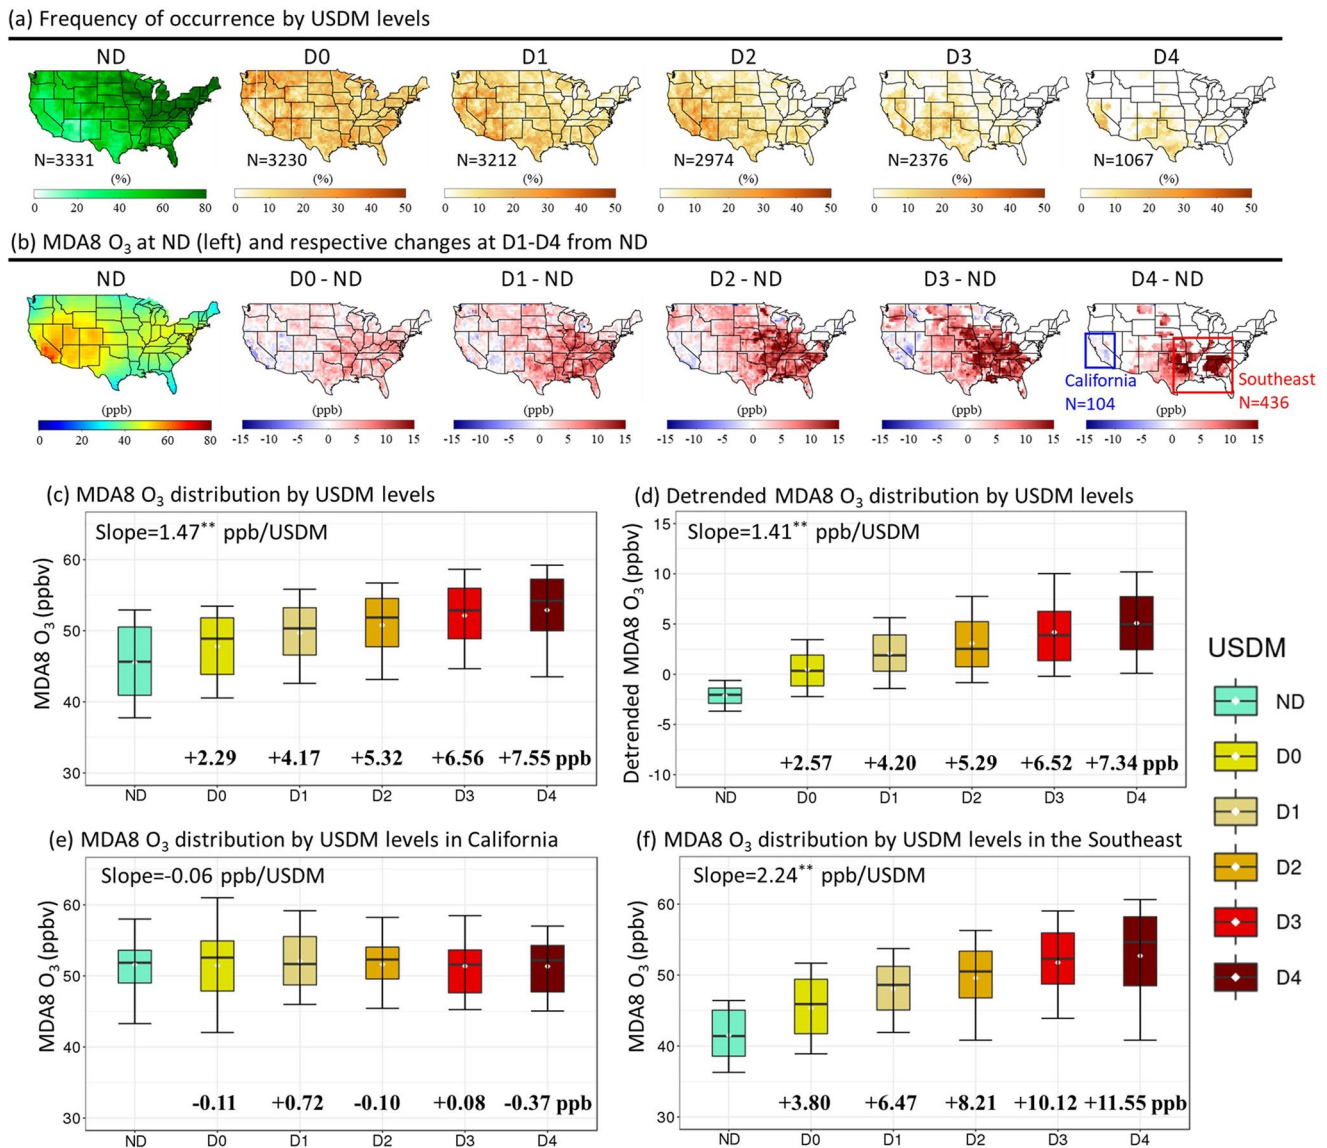 (a) Frequency of occurrence by USDM levels
ND D0 D1 D2 D3 D4
N=3331 N=3230 N=3212 N=2974 N=2376 N=1067
(%) (%) (%) (%) (%) (%)
0 20 40 60 80 0 10 20 30 40 50 0 10 20 30 40 50 0 10 20 30 40 50 0 10 20 30 40 50 0 10 20 30 40 50
(b) MDA8 O₃ at ND (left) and respective changes at D1-D4 from ND
ND D0 - ND D1 - ND D2 - ND D3 - ND D4 - ND
California Southeast
N=104 N=436
(ppb) (ppb) (ppb) (ppb) (ppb) (ppb)
0 20 40 60 80 -15 -10 -5 0 5 10 15 -15 -10 -5 0 5 10 15 -15 -10 -5 0 5 10 15 -15 -10 -5 0 5 10 15 -15 -10 -5 0 5 10 15
(c) MDA8 O₃ distribution by USDM levels
Slope=1.47** ppb/USDM
MDA8 O₃ (ppbv)
60
50
40
30
+2.29 +4.17 +5.32 +6.56 +7.55 ppb
ND D0 D1 D2 D3 D4
(d) Detrended MDA8 O₃ distribution by USDM levels
Slope=1.41** ppb/USDM
Detrended MDA8 O₃ (ppbv)
15
10
5
0
-5
-10
+2.57 +4.20 +5.29 +6.52 +7.34 ppb
ND D0 D1 D2 D3 D4
(e) MDA8 O₃ distribution by USDM levels in California
Slope=-0.06 ppb/USDM
MDA8 O₃ (ppbv)
60
50
40
30
-0.11 +0.72 -0.10 +0.08 -0.37 ppb
ND D0 D1 D2 D3 D4
(f) MDA8 O₃ distribution by USDM levels in the Southeast
Slope=2.24** ppb/USDM
MDA8 O₃ (ppbv)
60
50
40
30
+3.80 +6.47 +8.21 +10.12 +11.55 ppb
ND D0 D1 D2 D3 D4
USDM
ND
D0
D1
D2
D3
D4